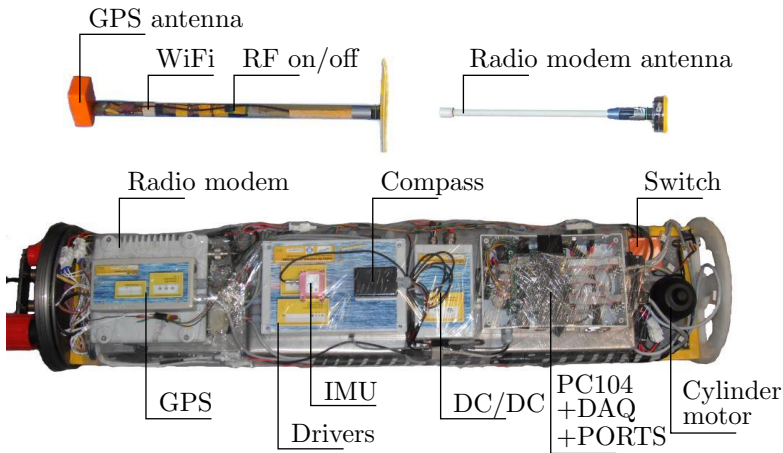 GPS antenna
WiFi
RF on/off
Radio modem antenna
Radio modem
Compass
Switch
GPS
IMU
Drivers
DC/DC
PC104
+DAQ
+PORTS
Cylinder
motor